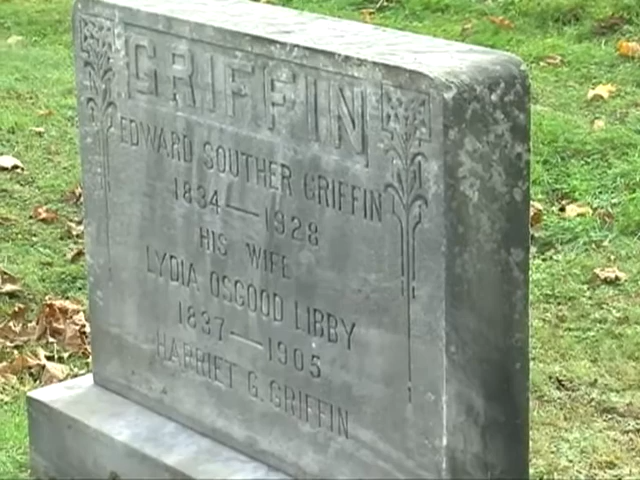 GRIFFIN
EDWARD SOUTHER GRIFFIN
1834—1928
HIS WIFE
LYDIA OSGOOD LIBBY
1837—1905
HARRIET G. GRIFFIN